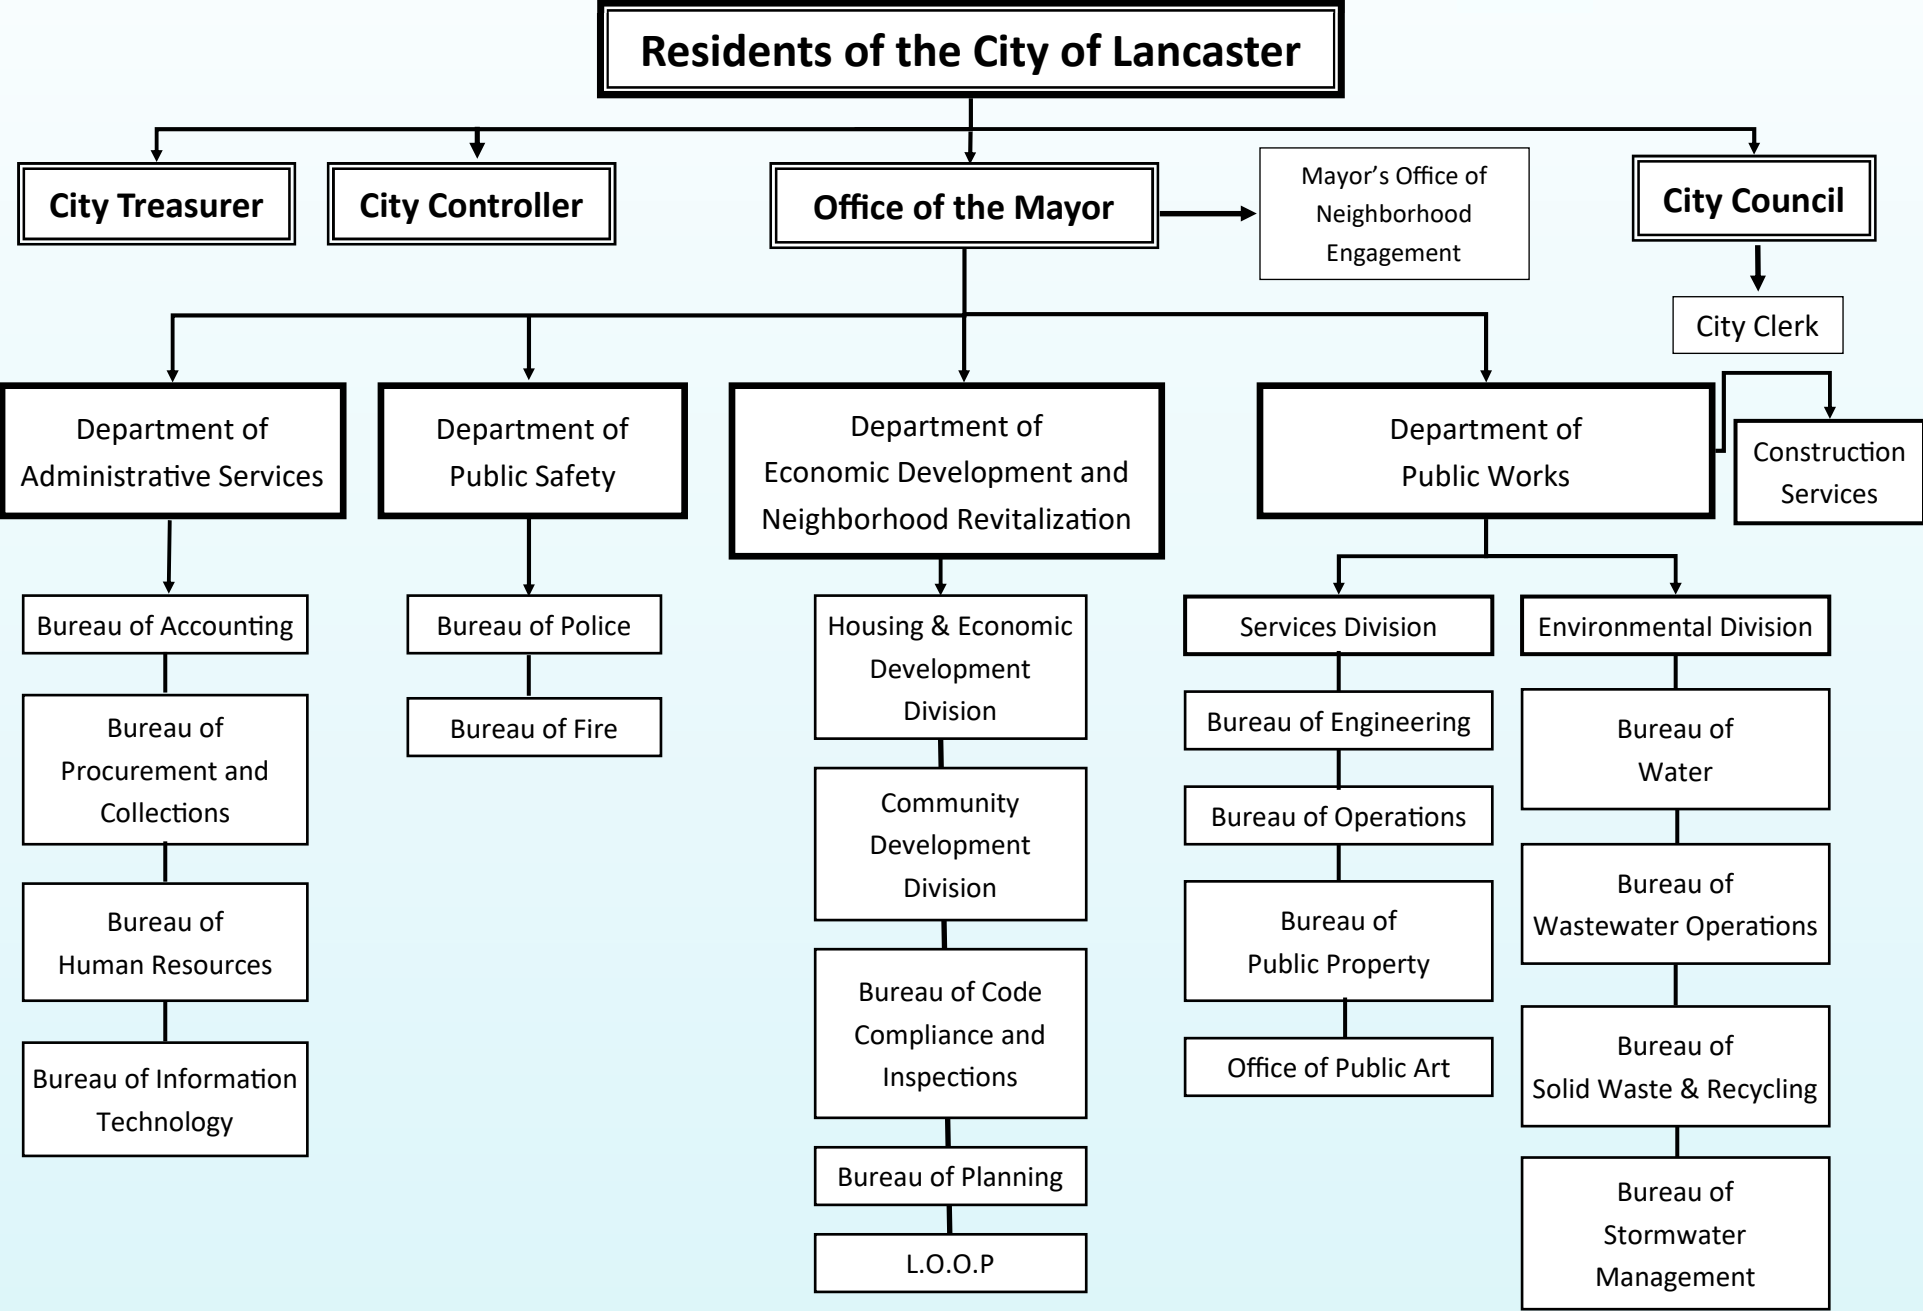 Residents of the City of Lancaster
City Treasurer
City Controller
Office of the Mayor
Mayor's Office of
Neighborhood
Engagement
City Council
City Clerk
Department of
Administrative Services
Department of
Public Safety
Department of
Economic Development and
Neighborhood Revitalization
Department of
Public Works
Construction
Services
Bureau of Accounting
Bureau of
Procurement and
Collections
Bureau of
Human Resources
Bureau of Information
Technology
Bureau of Police
Bureau of Fire
Housing & Economic
Development
Division
Community
Development
Division
Bureau of Code
Compliance and
Inspections
Bureau of Planning
L.O.O.P
Services Division
Bureau of Engineering
Bureau of Operations
Bureau of
Public Property
Office of Public Art
Environmental Division
Bureau of
Water
Bureau of
Wastewater Operations
Bureau of
Solid Waste & Recycling
Bureau of
Stormwater
Management